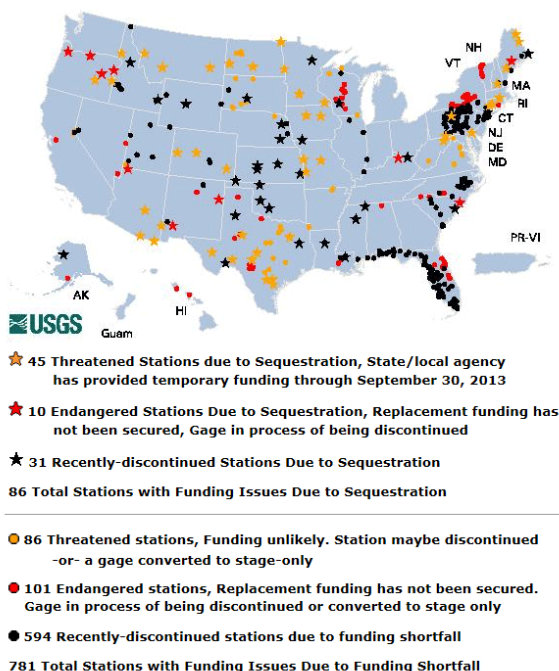 NH
VT
MA
RI
CT
NJ
DE
MD
PR-VI
AK
HI
Guam
USGS
45 Threatened Stations due to Sequestration, State/local agency
has provided temporary funding through September 30, 2013
10 Endangered Stations Due to Sequestration, Replacement funding has
not been secured, Gage in process of being discontinued
31 Recently-discontinued Stations Due to Sequestration
86 Total Stations with Funding Issues Due to Sequestration
86 Threatened stations, Funding unlikely. Station maybe discontinued
-or- a gage converted to stage-only
101 Endangered stations, Replacement funding has not been secured.
Gage in process of being discontinued or converted to stage only
594 Recently-discontinued stations due to funding shortfall
781 Total Stations with Funding Issues Due to Funding Shortfall